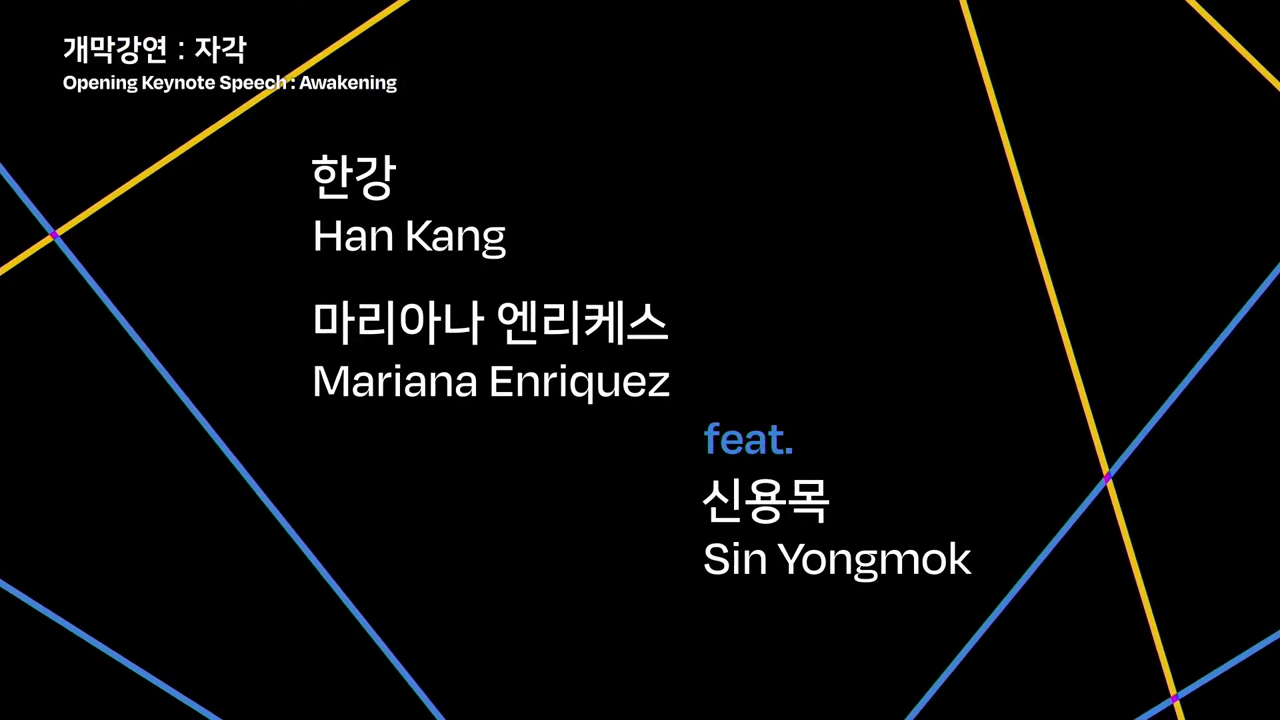 개막강연 : 자각
Opening Keynote Speech : Awakening
한강
Han Kang
마리아나 엔리케스
Mariana Enriquez
feat.
신용목
Sin Yongmok